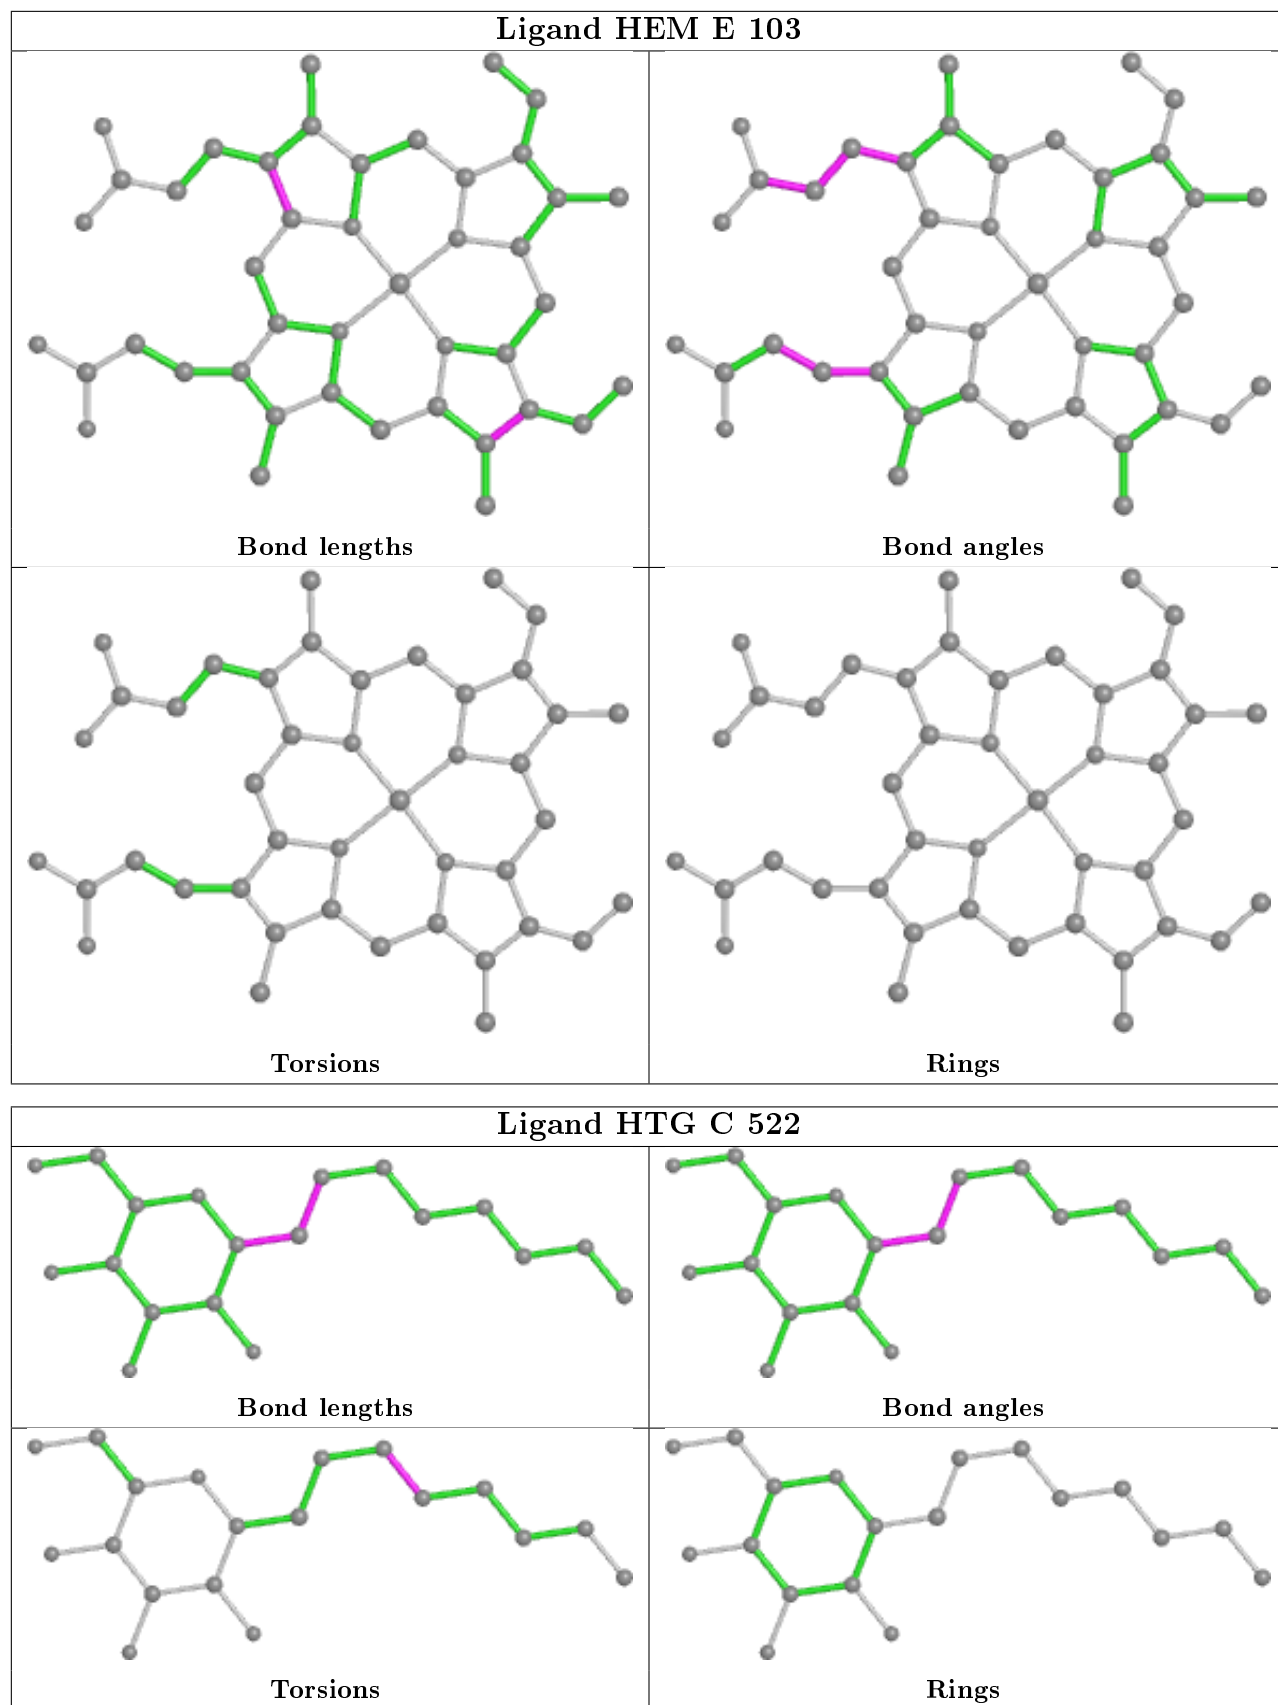 Ligand HEM E 103
Bond lengths
Bond angles
Torsions
Rings
Ligand HTG C 522
Bond lengths
Bond angles
Torsions
Rings